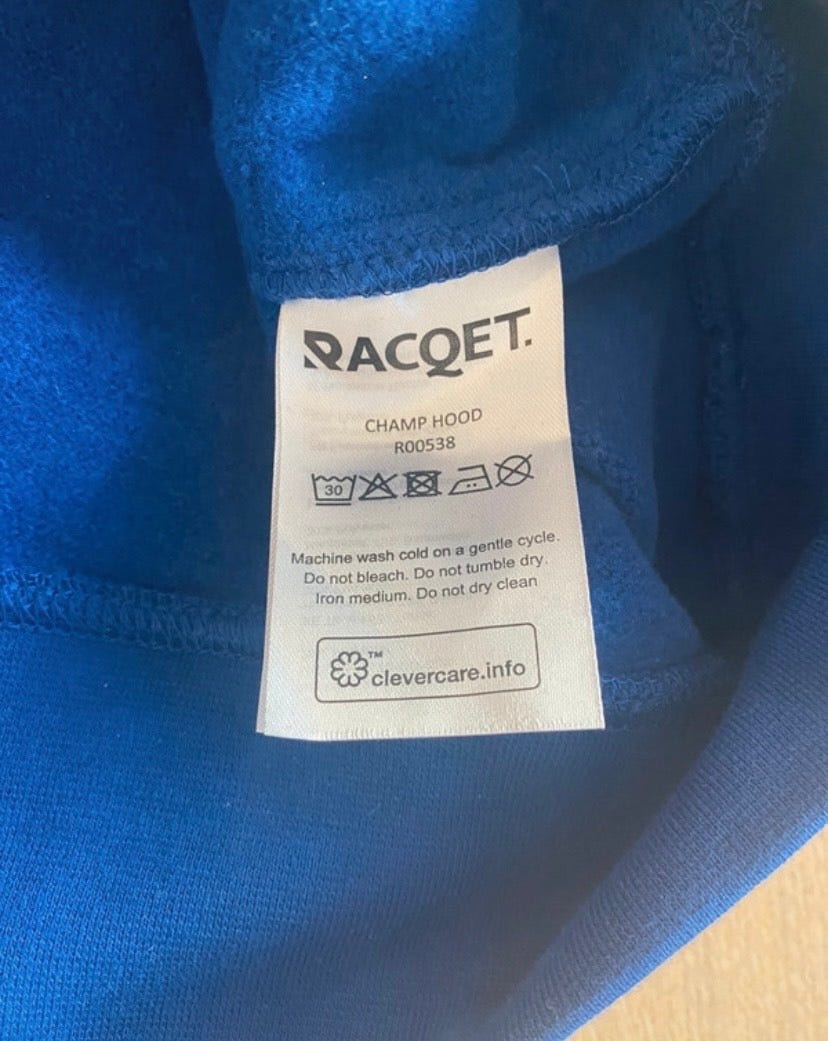 RACQET.
CHAMP HOOD
R00538
30
Machine wash cold on a gentle cycle.
Do not bleach. Do not tumble dry.
Iron medium. Do not dry clean
™
clevercare.info